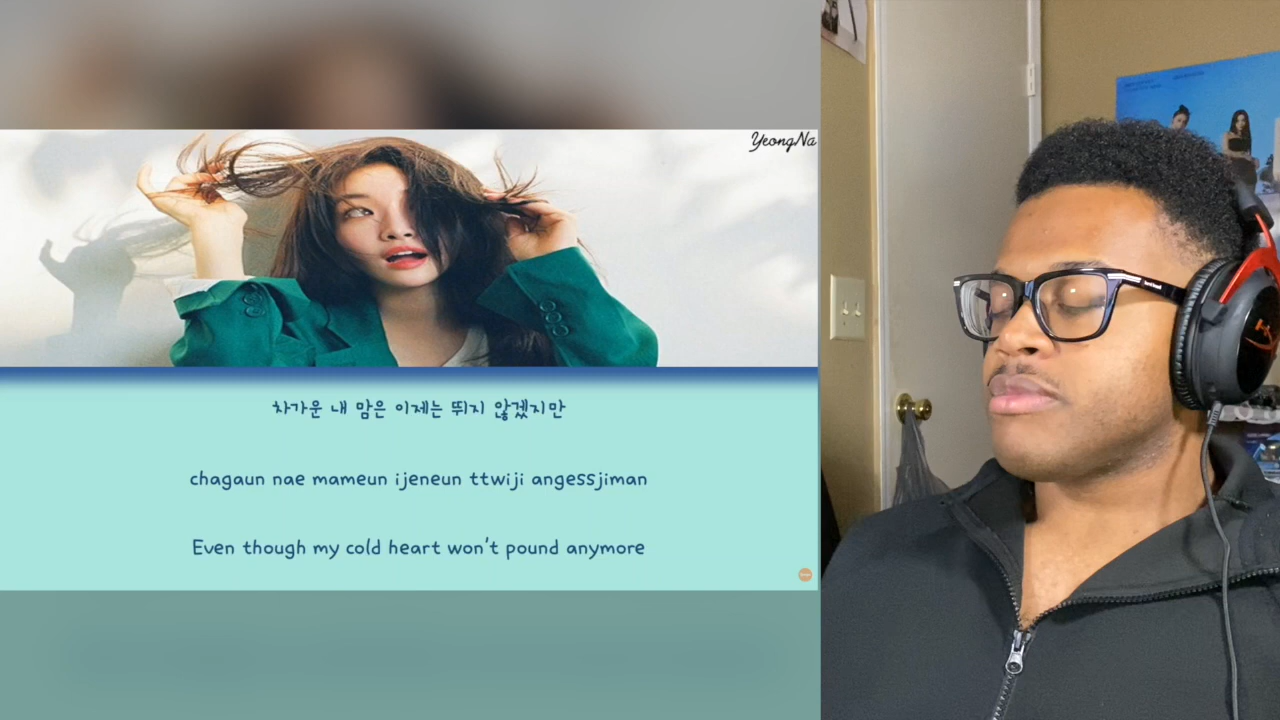 YeongNa
차가운 내 맘은 이제는 뛰지 않겠지만
chagaun nae mameun ijeneun ttwiji angessjiman
Even though my cold heart won't pound anymore